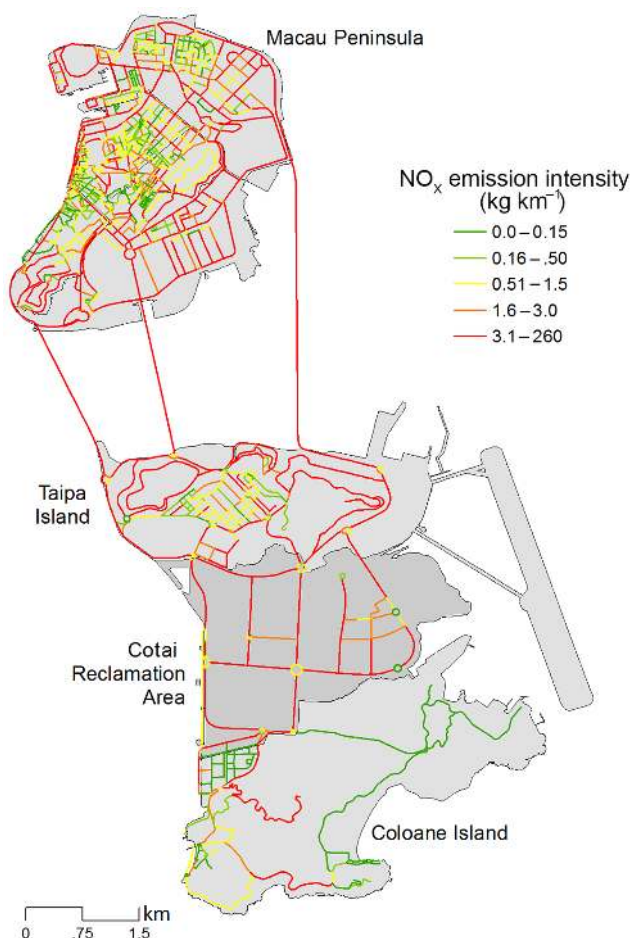 Macau Peninsula
NOx emission intensity
(kg km⁻¹)
0.0 – 0.15
0.16 – .50
0.51 – 1.5
1.6 – 3.0
3.1 – 260
Taipa
Island
Cotai
Reclamation
Area
Coloane Island
km
0 .75 1.5